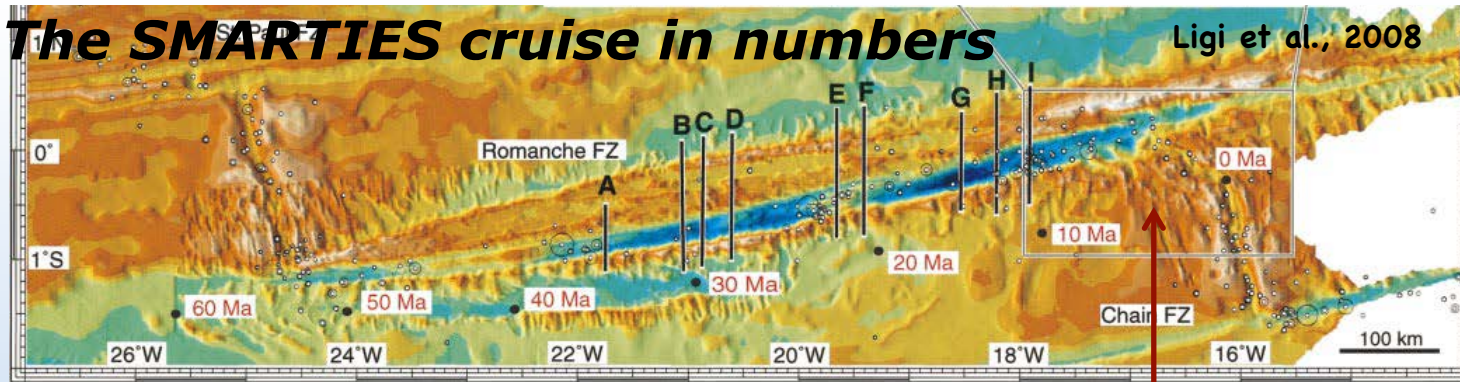 The SMARTIES cruise in numbers
Ligi et al., 2008
1°N
E F
G H I
B C D
0°
Romanche FZ
A
0 Ma
10 Ma
20 Ma
1°S
30 Ma
60 Ma
50 Ma
40 Ma
Chain FZ
26°W
24°W
22°W
20°W
18°W
16°W
100 km